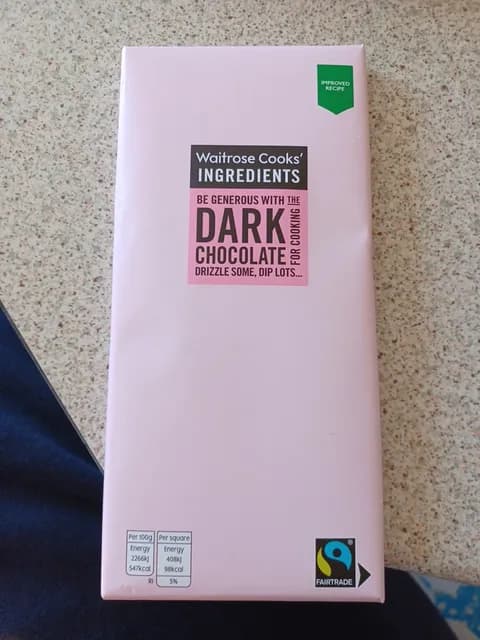 IMPROVED
RECIPE
Waitrose Cooks'
INGREDIENTS
BE GENEROUS WITH THE
DARK
CHOCOLATE
FOR COOKING
DRIZZLE SOME, DIP LOTS...
Per 100g
Energy
2266kJ
547kcal
RI
Per square
Energy
408kJ
98kcal
5%
FAIRTRADE